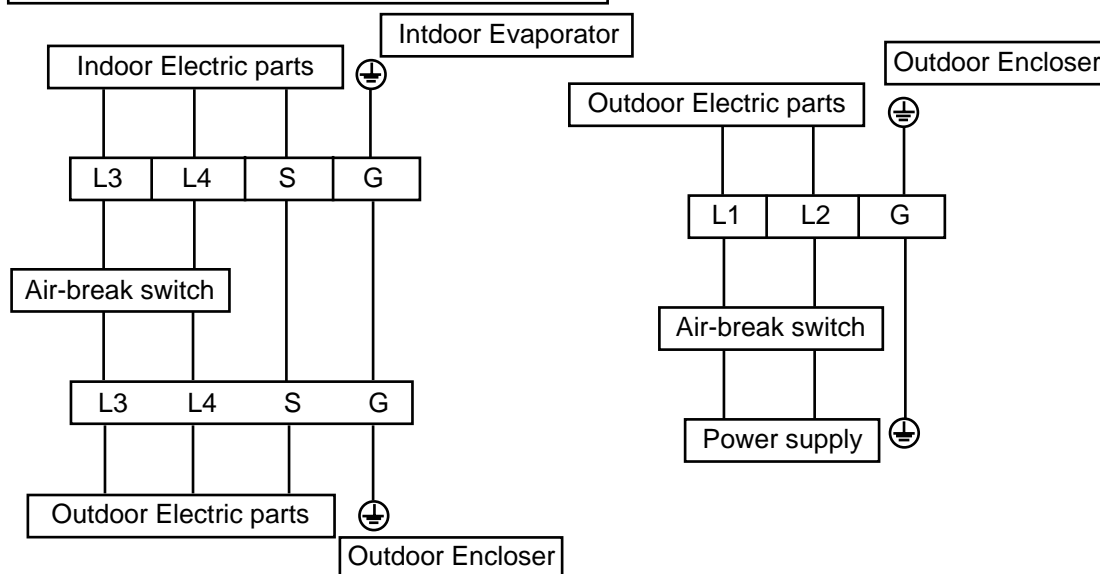 Intdoor Evaporator
Indoor Electric parts
L3 L4 S G
Air-break switch
L3 L4 S G
Outdoor Electric parts
Outdoor Encloser
Outdoor Encloser
Outdoor Electric parts
L1 L2 G
Air-break switch
Power supply